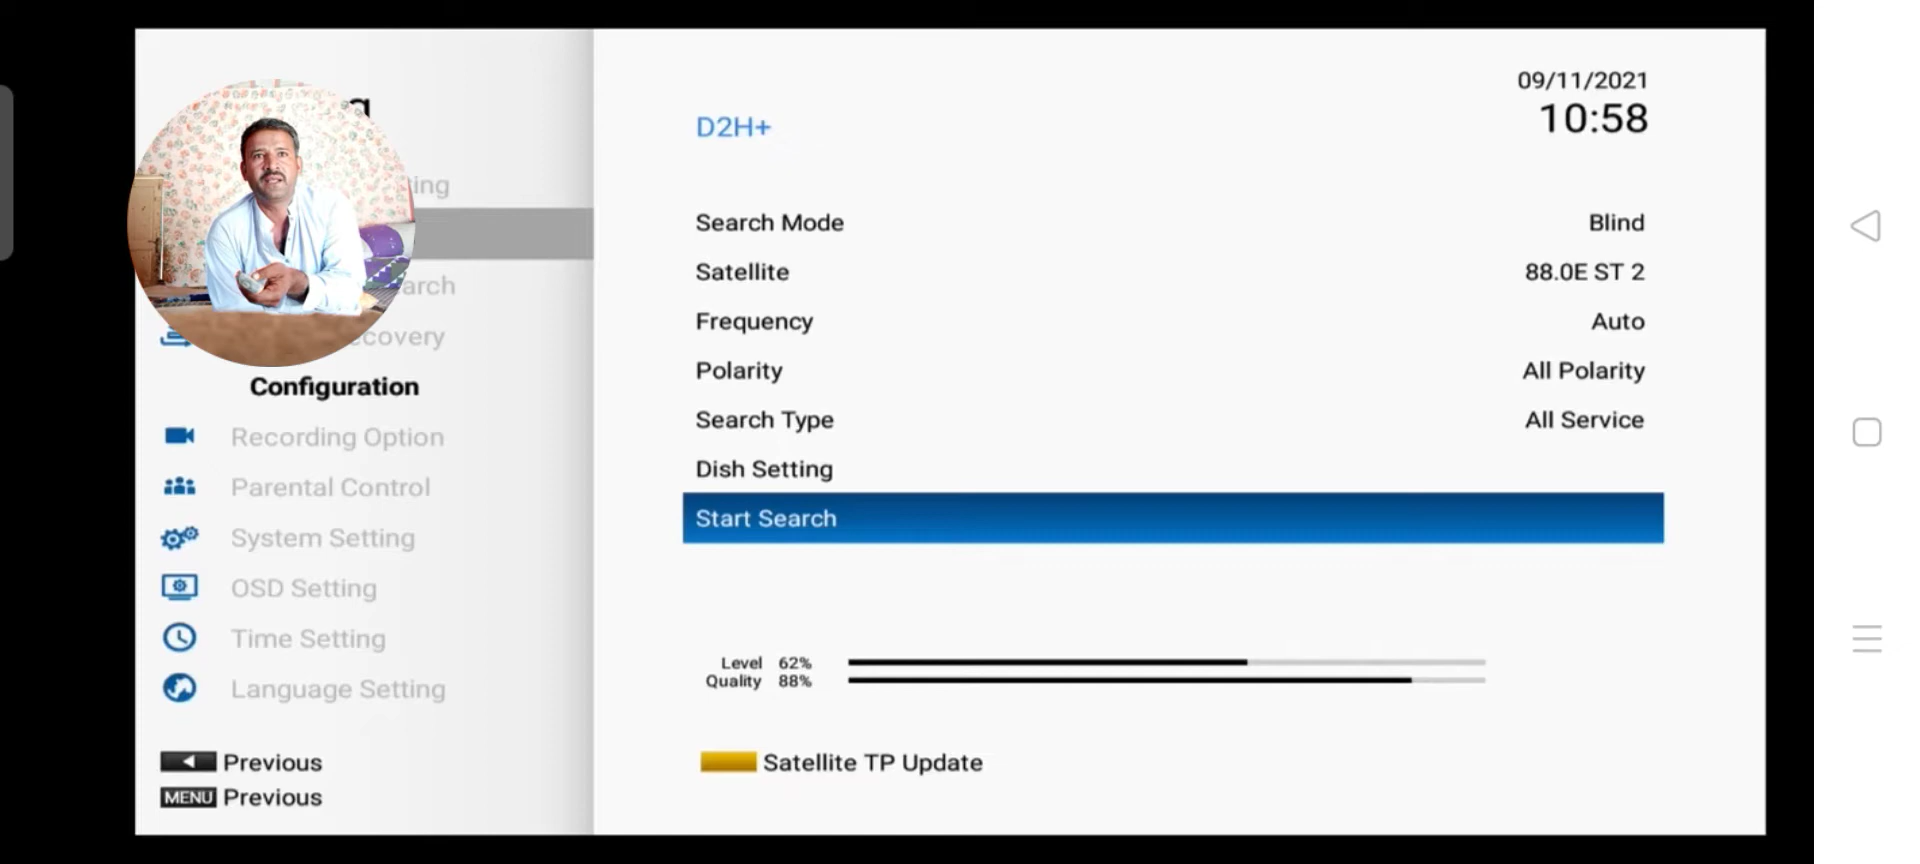 09/11/2021
10:58
D2H+
Search Mode Blind
Satellite 88.0E ST 2
Frequency Auto
Polarity All Polarity
Search Type All Service
Dish Setting
Start Search
Level 62%
Quality 88%
Satellite TP Update
Configuration
Recording Option
Parental Control
System Setting
OSD Setting
Time Setting
Language Setting
Previous
MENU Previous